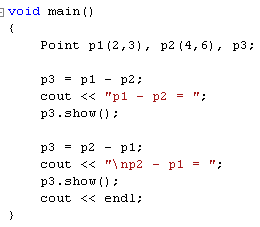 void main()
{
    Point p1(2,3), p2(4,6), p3;
    p3 = p1 - p2;
    cout << "p1 - p2 = ";
    p3.show();
    p3 = p2 - p1;
    cout << "\np2 - p1 = ";
    p3.show();
    cout << endl;
}